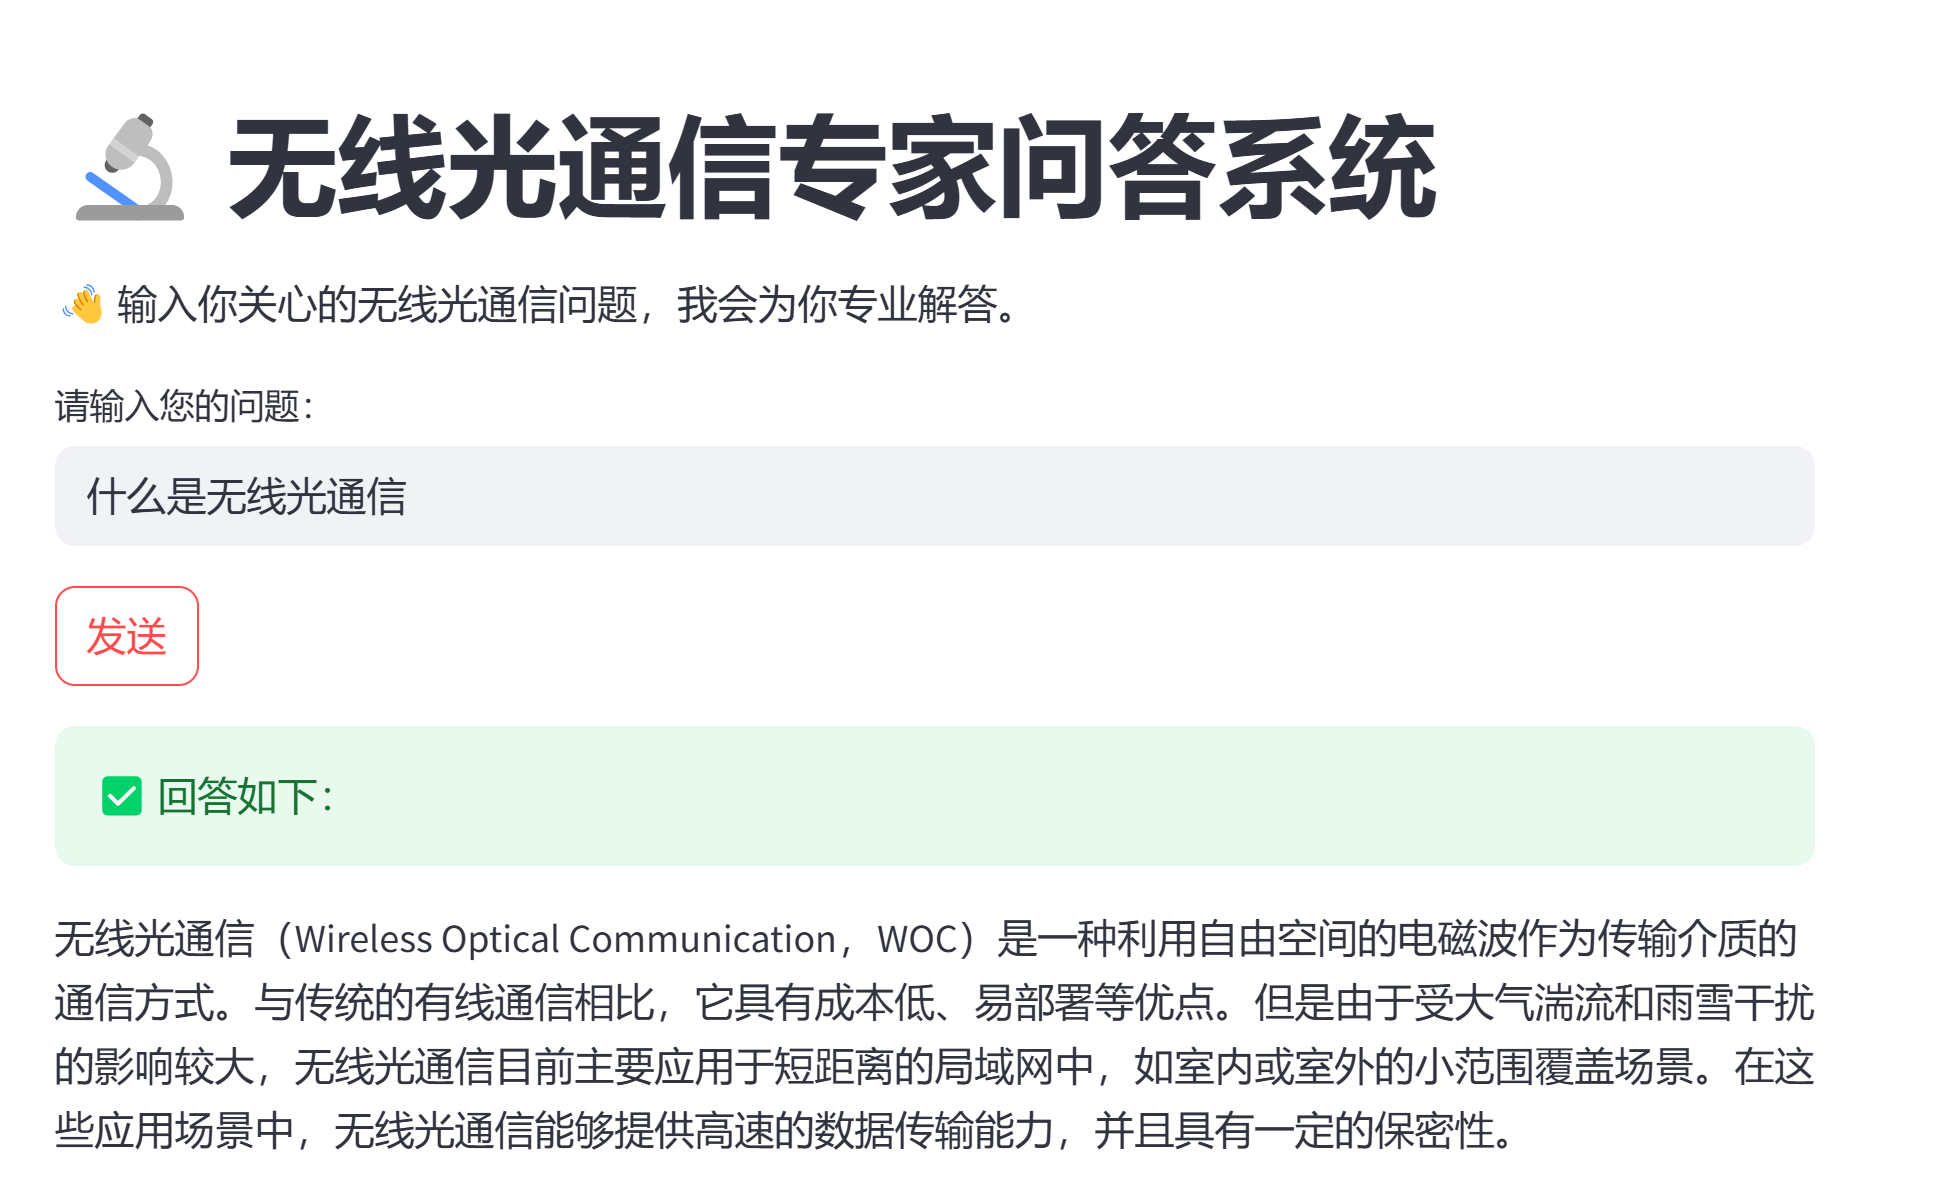 无线光通信专家问答系统
输入你关心的无线光通信问题，我会为你专业解答。
请输入您的问题：
什么是无线光通信
发送
回答如下：
无线光通信（Wireless Optical Communication，WOC）是一种利用自由空间的电磁波作为传输介质的
通信方式。与传统的有线通信相比，它具有成本低、易部署等优点。但是由于受大气湍流和雨雪干扰
的影响较大，无线光通信目前主要应用于短距离的局域网中，如室内或室外的小范围覆盖场景。在这
些应用场景中，无线光通信能够提供高速的数据传输能力，并且具有一定的保密性。